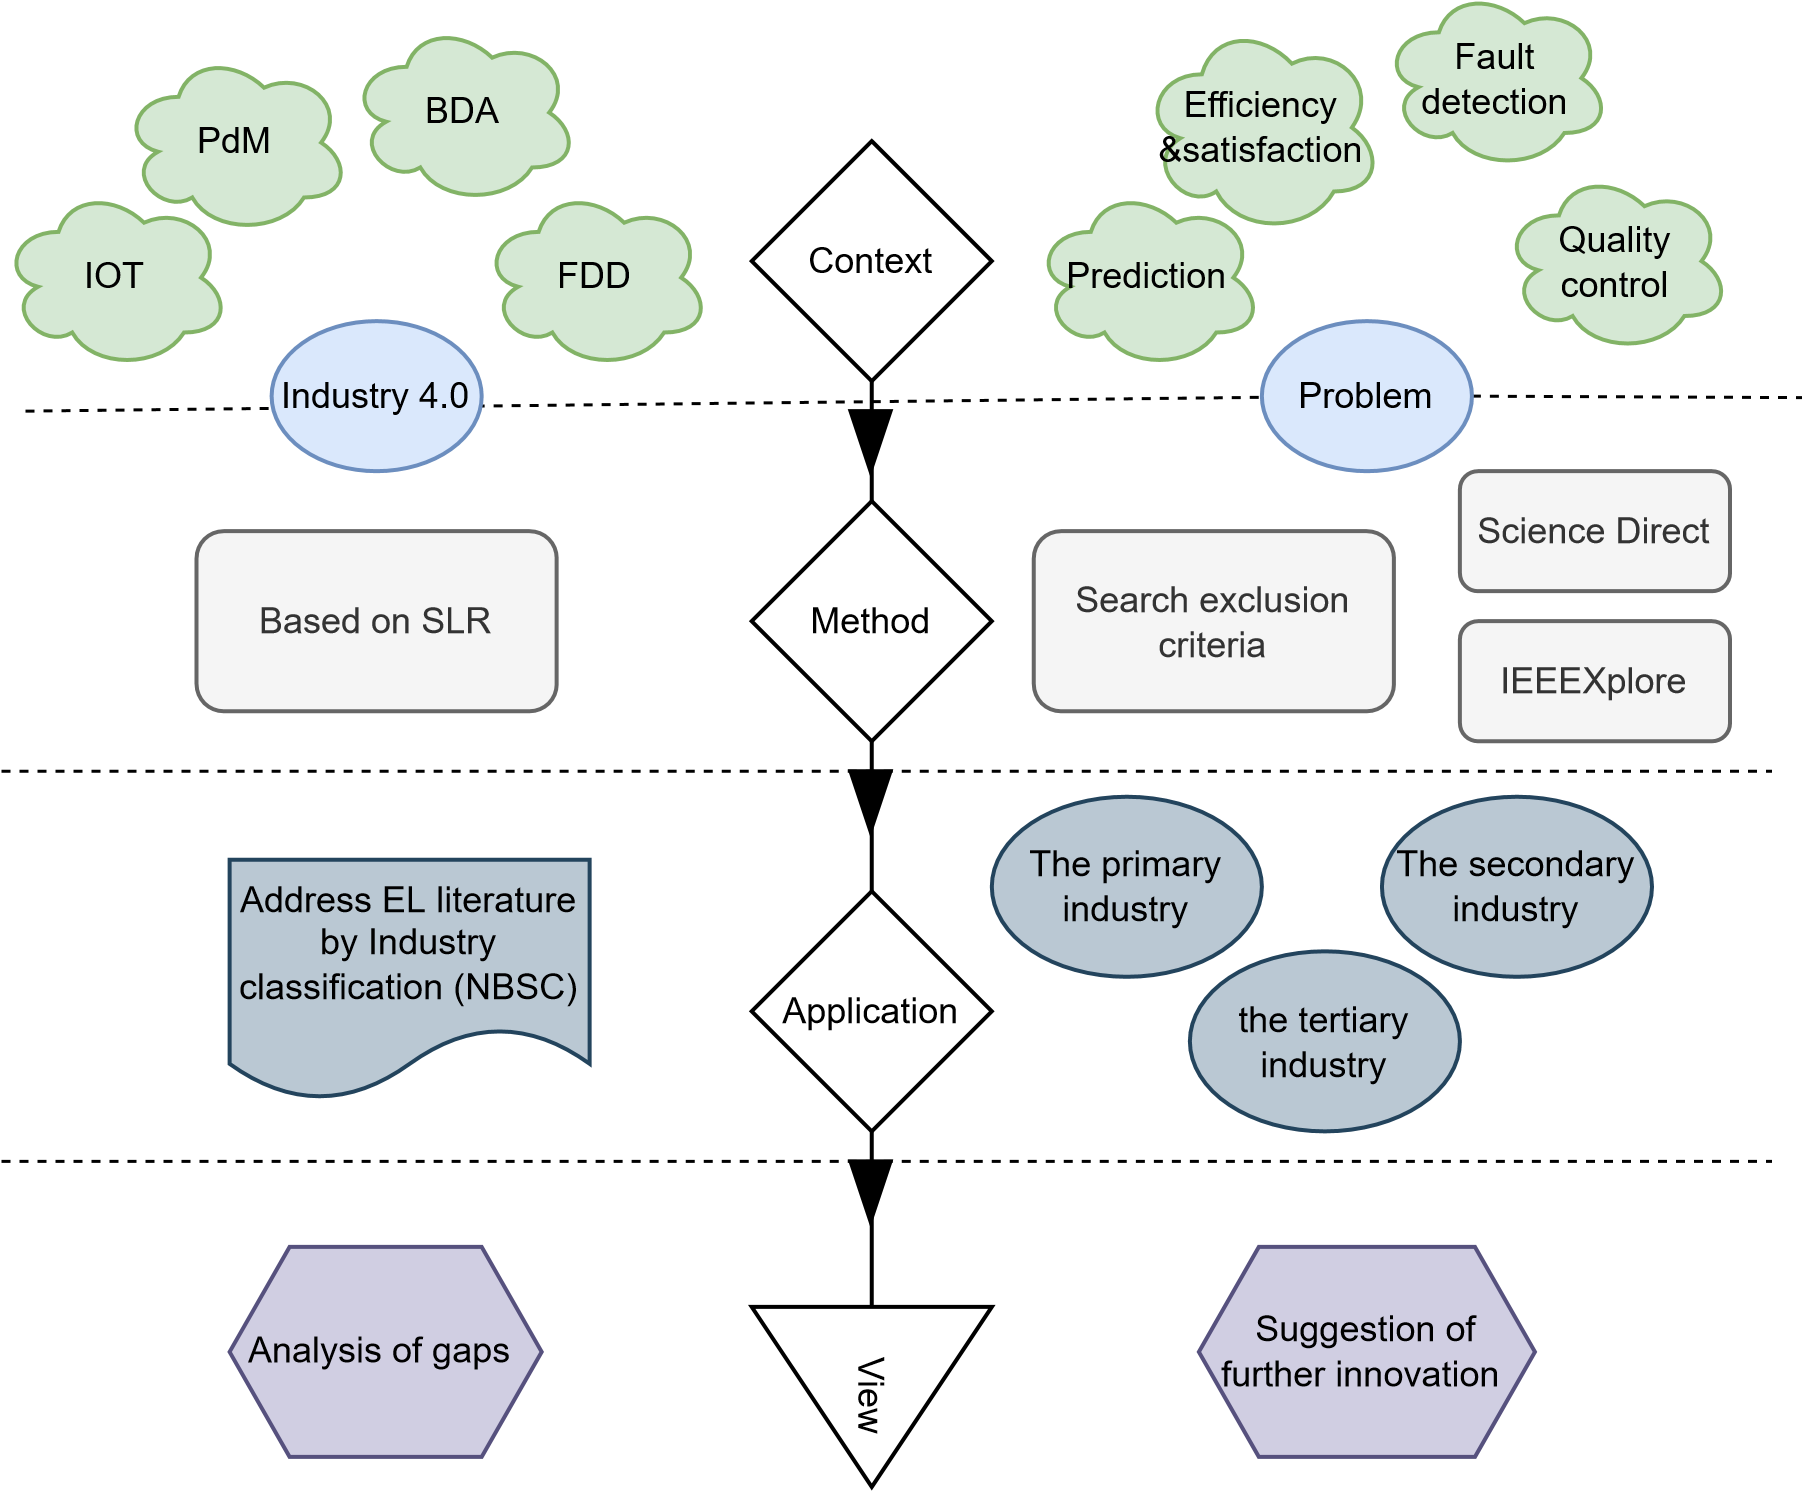 Fault
detection
Efficiency
&satisfaction
BDA
PdM
Quality
control
Context
IOT
FDD
Prediction
Industry 4.0
Problem
Science Direct
Based on SLR
Method
Search exclusion
criteria
IEEEXplore
The primary
industry
The secondary
industry
Address EL literature
by Industry
classification (NBSC)
Application
the tertiary
industry
Analysis of gaps
View
Suggestion of
further innovation